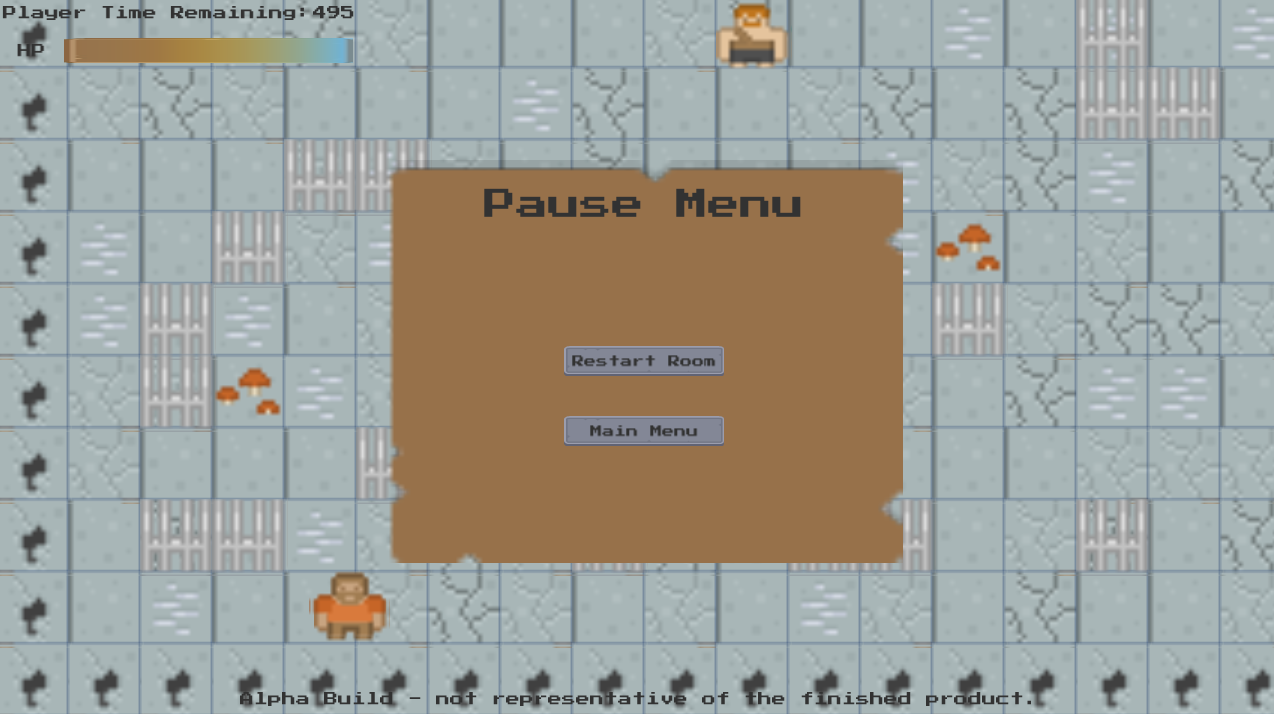 Player Time Remaining:495
HP
Pause Menu
Restart Room
Main Menu
Alpha Build - not representative of the finished product.